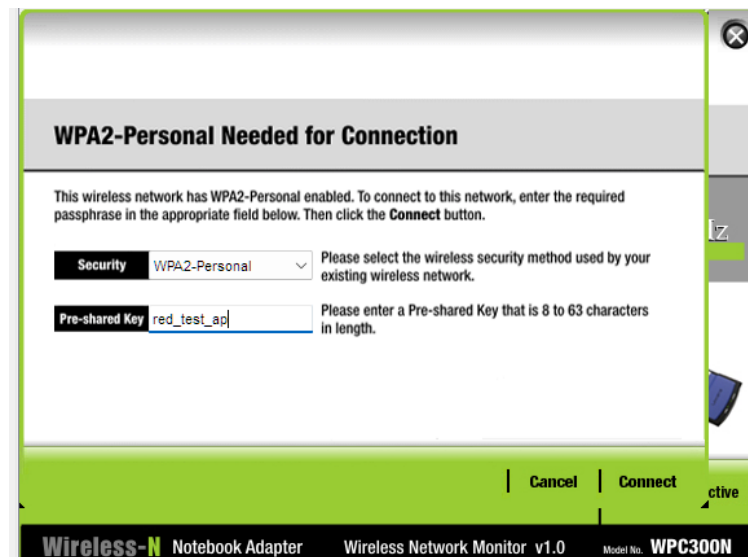 WPA2-Personal Needed for Connection
This wireless network has WPA2-Personal enabled. To connect to this network, enter the required
passphrase in the appropriate field below. Then click the Connect button.
Security WPA2-Personal
Please select the wireless security method used by your
existing wireless network.
Pre-shared Key red_test_ap
Please enter a Pre-shared Key that is 8 to 63 characters
in length.
Cancel Connect
Wireless-N Notebook Adapter Wireless Network Monitor v1.0 Model No. WPC300N